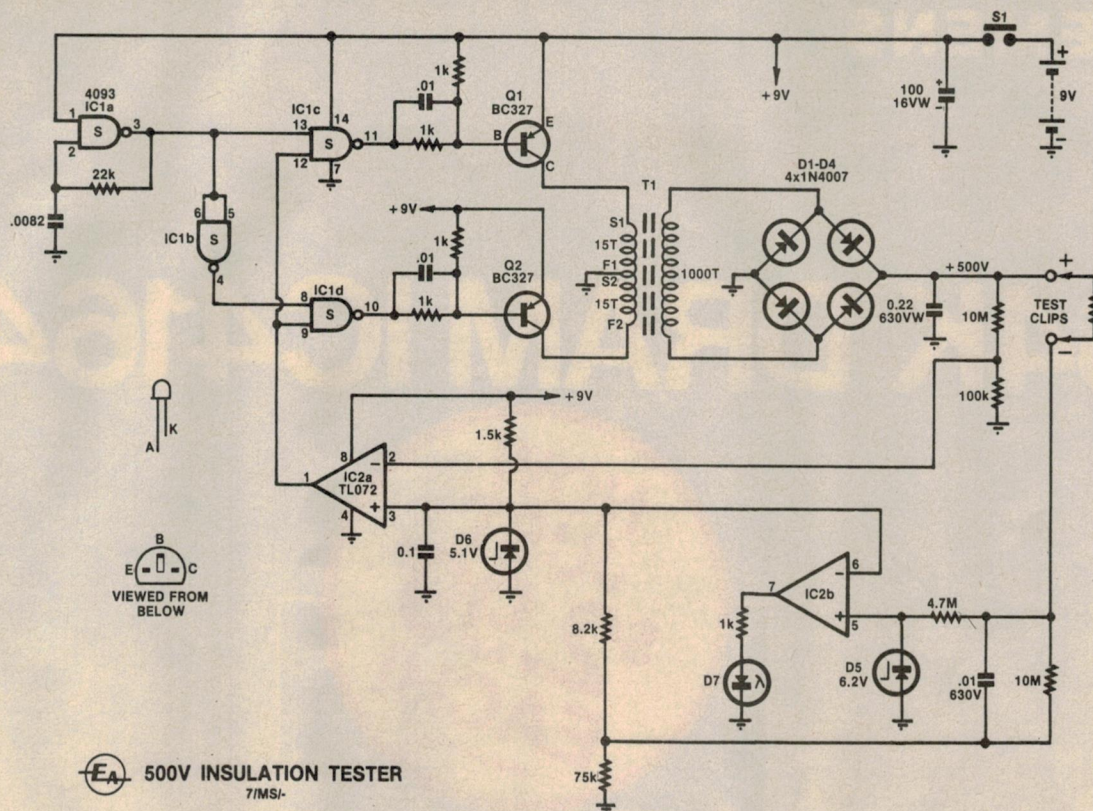 S1
+
9V
-
+9V
100
16VW
+
-
4093
IC1a
1
2
3
S
22k
.0082
IC1b
6
5
S
4
IC1c
13
12
14
S
7
11
.01
1k
1k
B
Q1
BC327
E
C
+9V
IC1d
8
9
S
10
.01
1k
1k
Q2
BC327
T1
S1
15T
F1
S2
15T
F2
1000T
D1-D4
4x1N4007
+500V
0.22
630VW
10M
100k
+
TEST
CLIPS
-
A
K
B
E
C
VIEWED FROM
BELOW
+9V
1.5k
8
1
IC2a
TL072
4
-
2
+
3
0.1
D6
5.1V
8.2k
75k
7
IC2b
-
6
+
5
1k
D7
λ
4.7M
D5
6.2V
.01
630V
10M
EA
500V INSULATION TESTER
7/MS/-